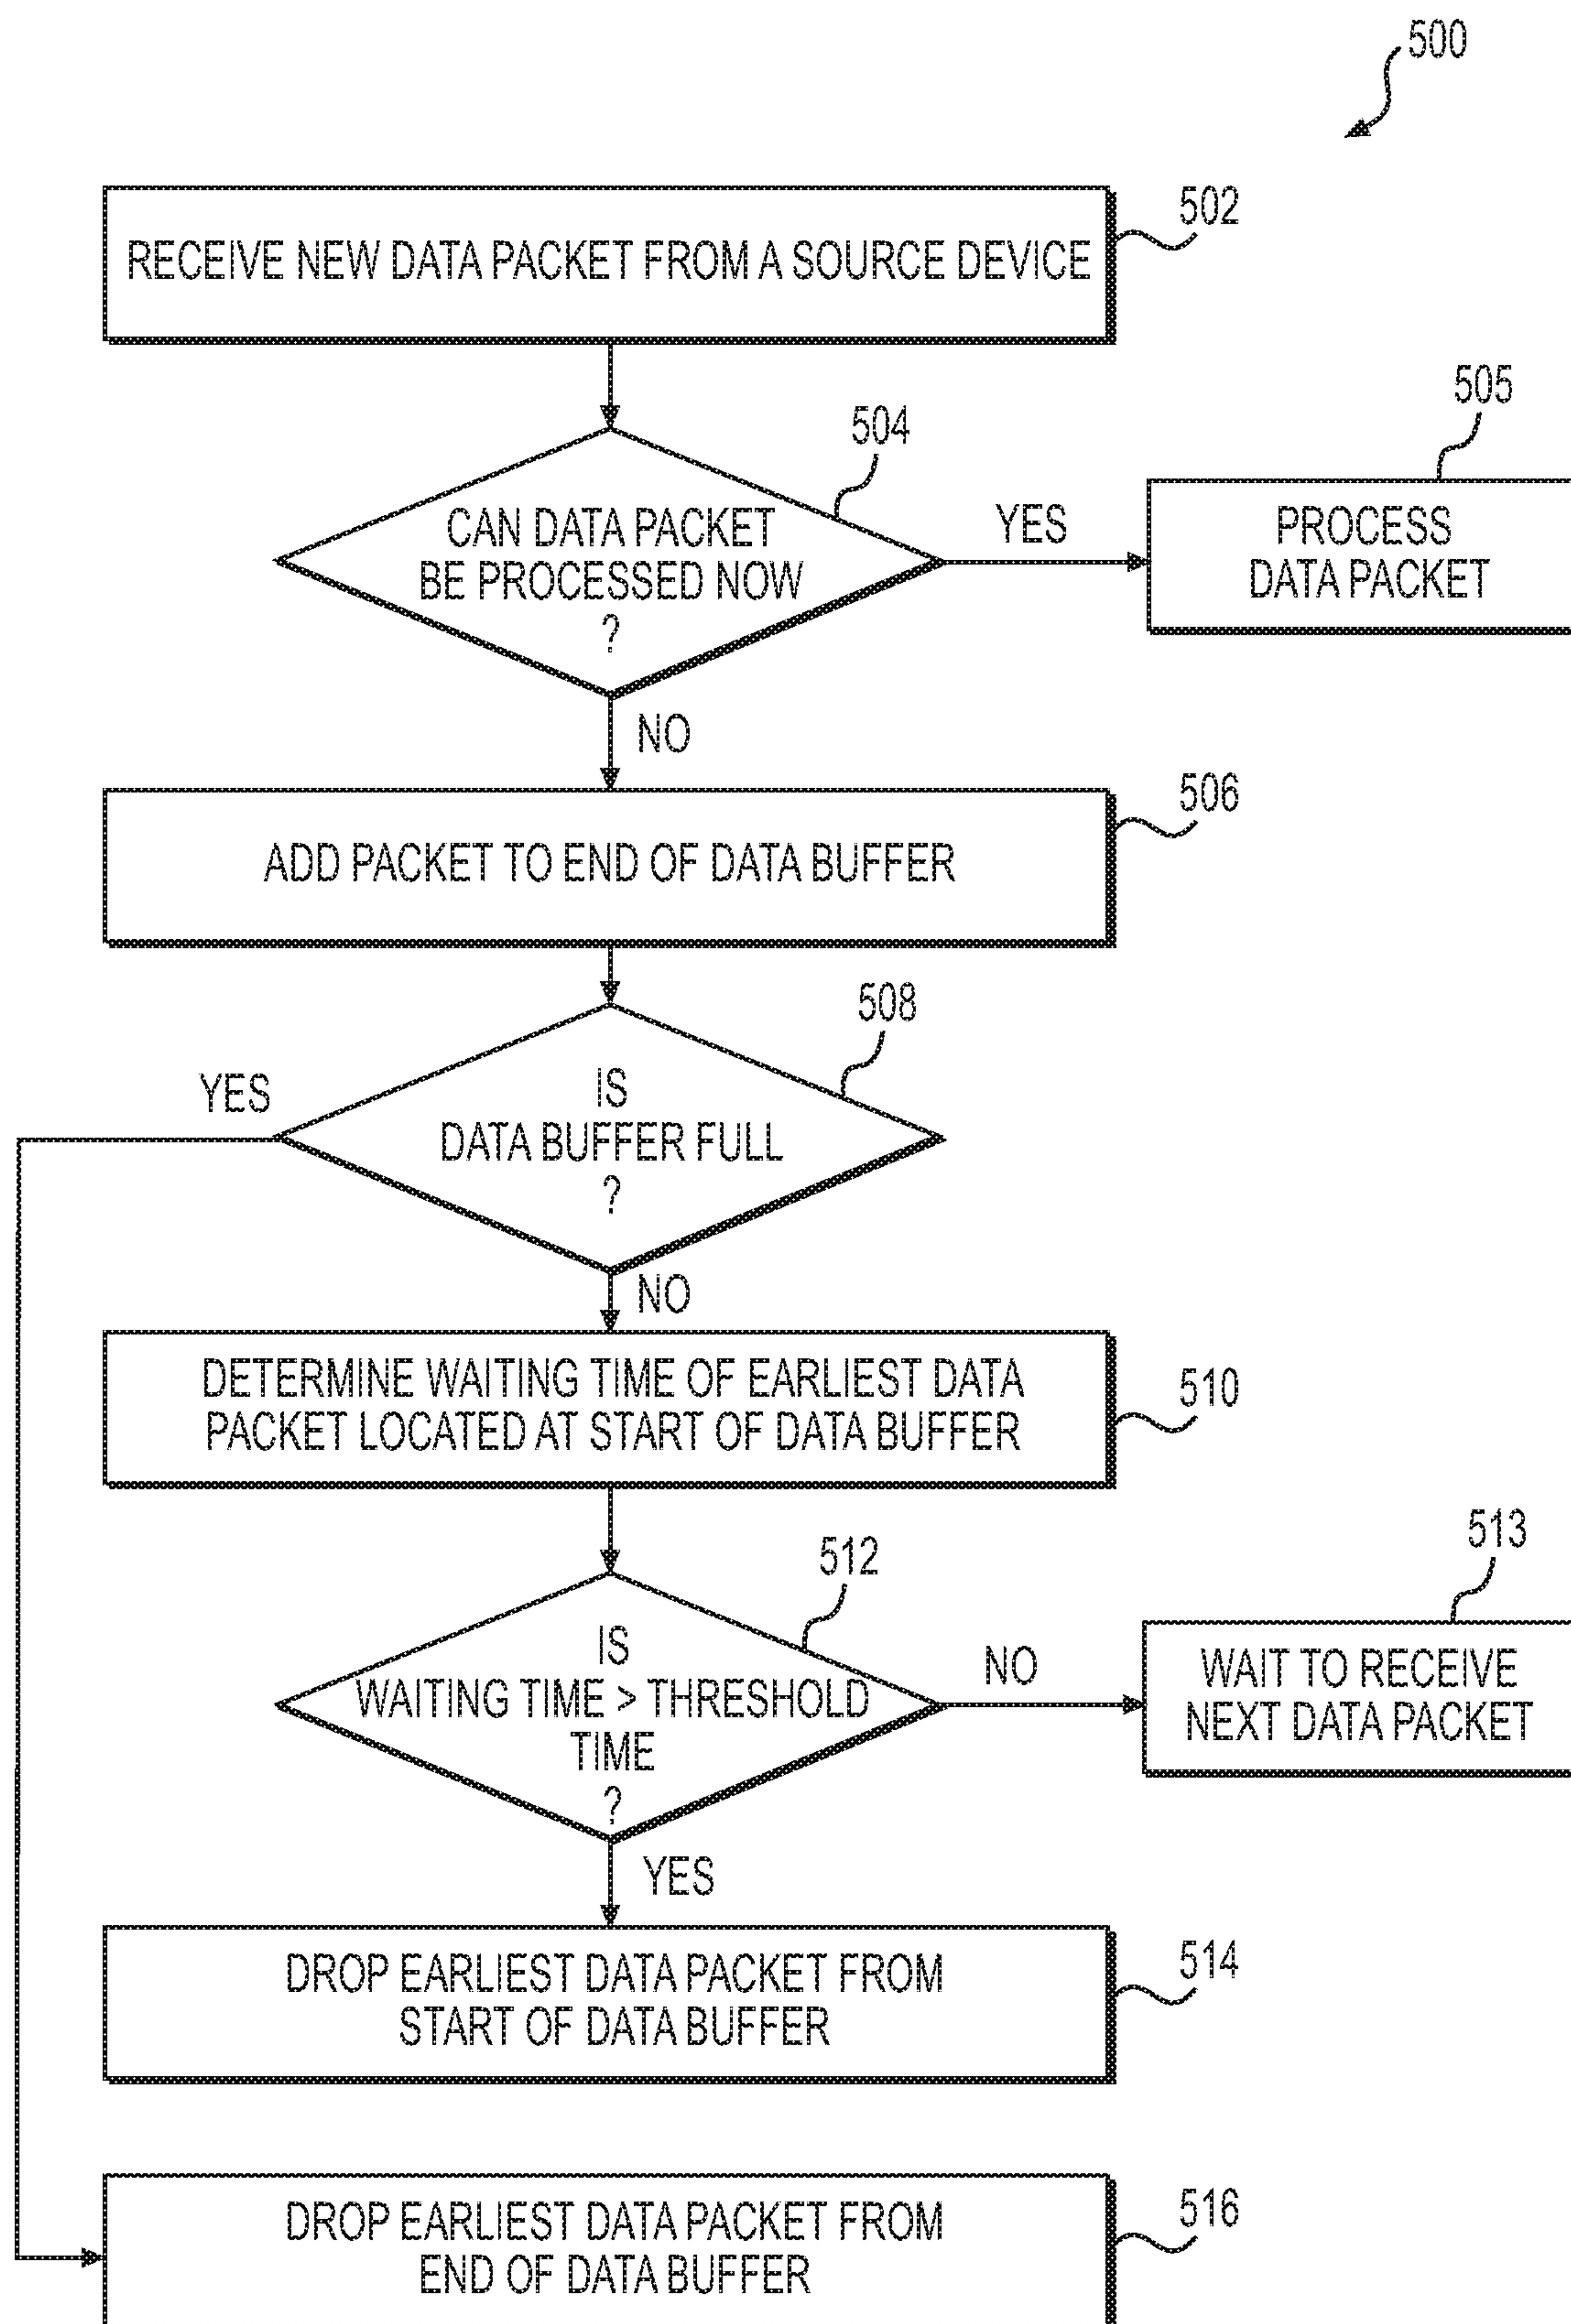 500
502
RECEIVE NEW DATA PACKET FROM A SOURCE DEVICE
504
CAN DATA PACKET
BE PROCESSED NOW
?
YES
505
PROCESS
DATA PACKET
NO
506
ADD PACKET TO END OF DATA BUFFER
508
IS
DATA BUFFER FULL
?
YES
NO
510
DETERMINE WAITING TIME OF EARLIEST DATA
PACKET LOCATED AT START OF DATA BUFFER
512
IS
WAITING TIME > THRESHOLD
TIME
?
NO
513
WAIT TO RECEIVE
NEXT DATA PACKET
YES
514
DROP EARLIEST DATA PACKET FROM
START OF DATA BUFFER
516
DROP EARLIEST DATA PACKET FROM
END OF DATA BUFFER